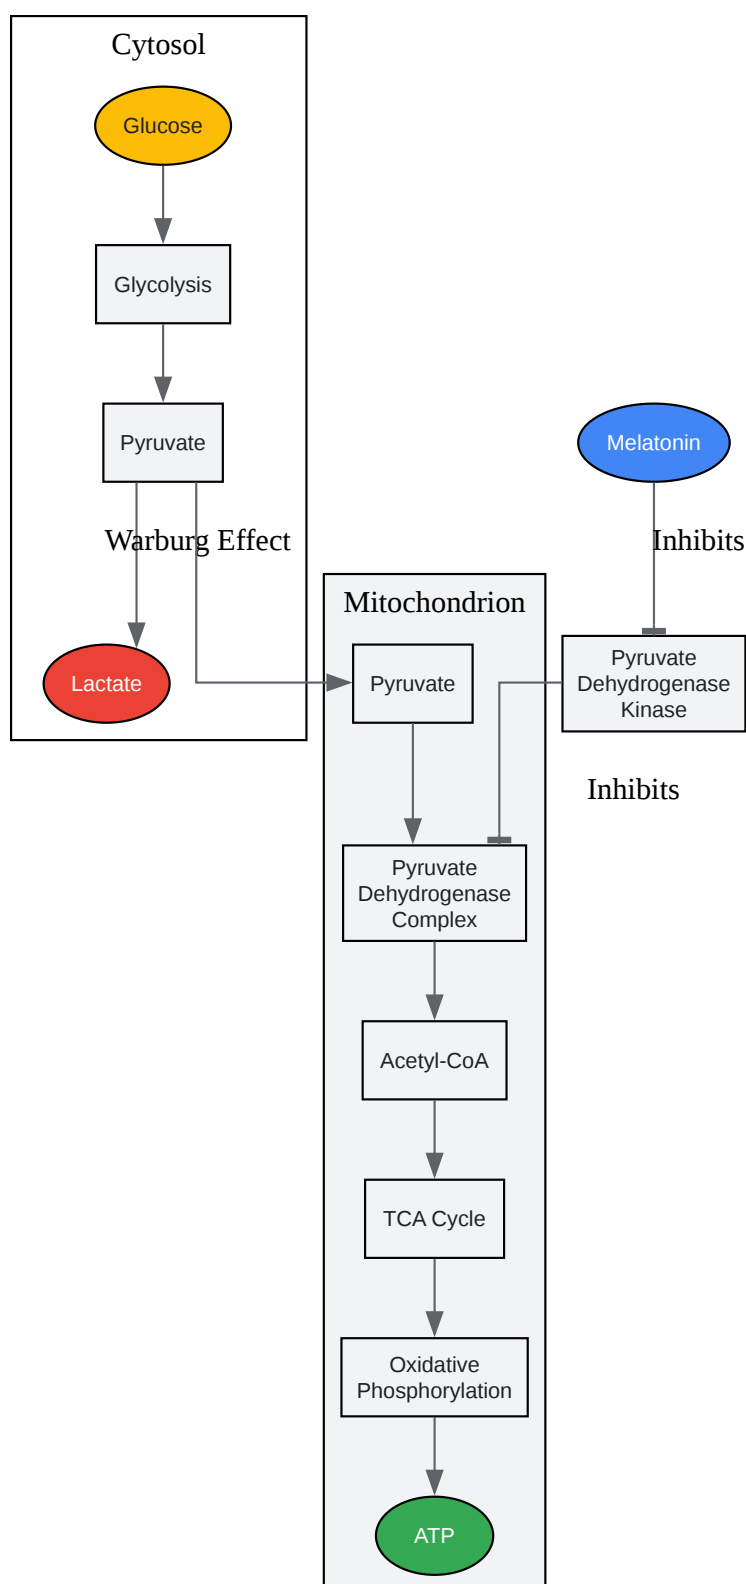 Cytosol
Glucose
Glycolysis
Pyruvate
Melatonin
Warburg Effect
Inhibits
Mitochondrion
Lactate
Pyruvate
Pyruvate
Dehydrogenase
Kinase
Inhibits
Pyruvate
Dehydrogenase
Complex
Acetyl-CoA
TCA Cycle
Oxidative
Phosphorylation
ATP